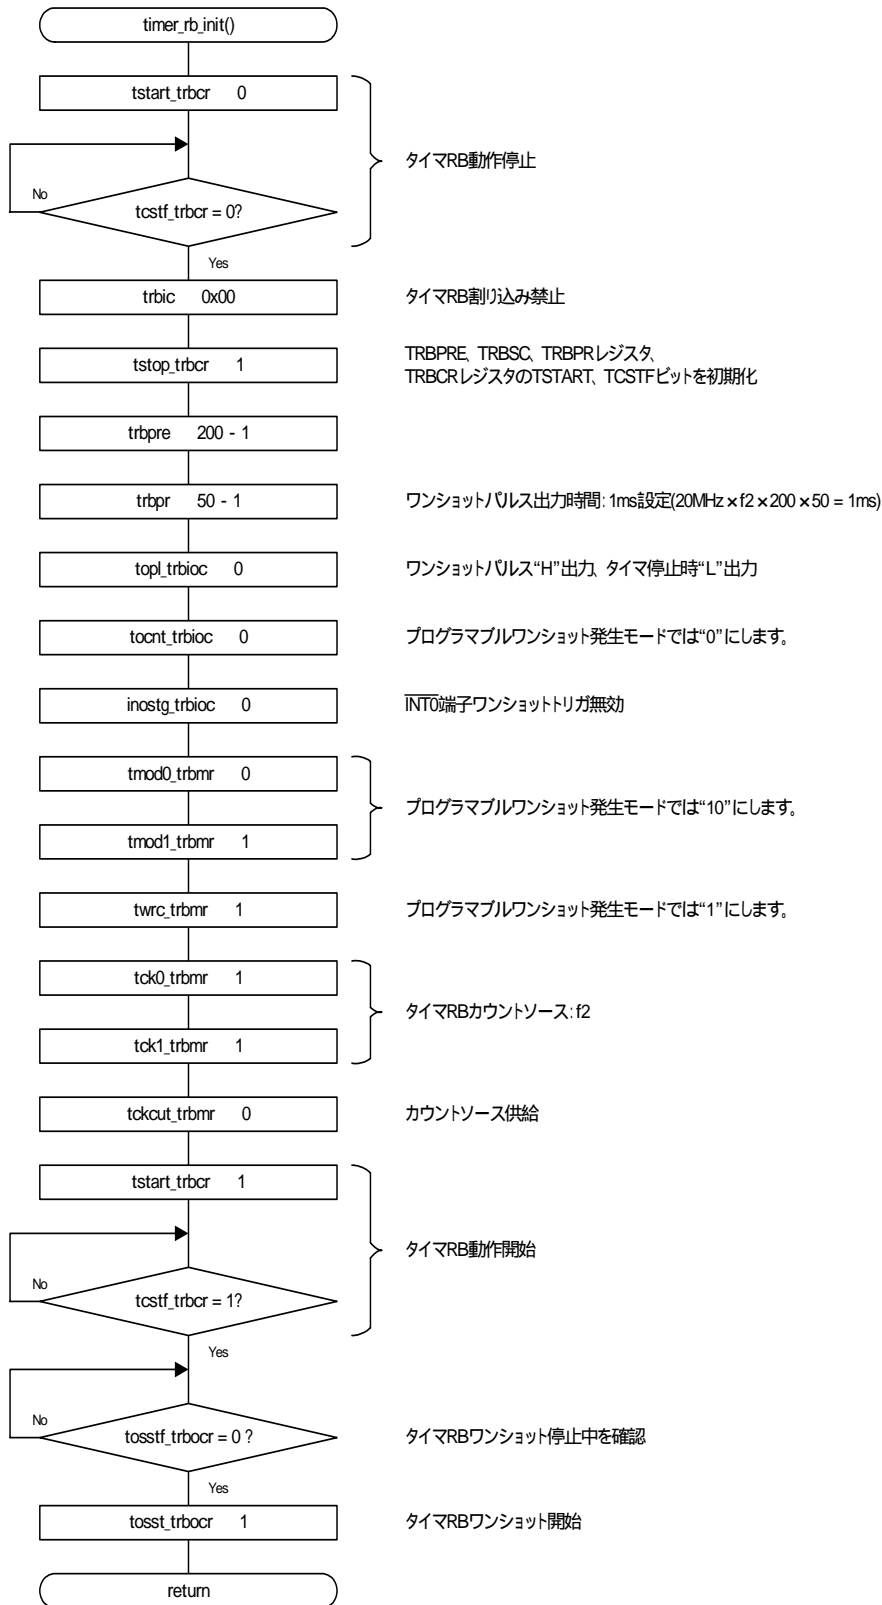 timer_rb_init()
tstart_trbcr 0
タイマRB動作停止
No
tcstf_trbcr = 0?
Yes
trbic 0x00
タイマRB割り込み禁止
tstop_trbcr 1
TRBPRE、TRBSC、TRBPRレジスタ、
TRBCRレジスタのTSTART、TCSTFビットを初期化
trbpre 200 - 1
trbpr 50 - 1
ワンショットパルス出力時間: 1ms設定(20MHz×f2×200×50 = 1ms)
topl_trbioc 0
ワンショットパルス“H”出力、タイマ停止時“L”出力
tocnt_trbioc 0
プログラマブルワンショット発生モードでは“0”にします。
inostg_trbioc 0
INT0端子ワンショットトリガ無効
tmod0_trbmr 0
プログラマブルワンショット発生モードでは“10”にします。
tmod1_trbmr 1
twrc_trbmr 1
プログラマブルワンショット発生モードでは“1”にします。
tck0_trbmr 1
タイマRBカウントソース: f2
tck1_trbmr 1
tckcut_trbmr 0
カウントソース供給
tstart_trbcr 1
タイマRB動作開始
No
tcstf_trbcr = 1?
Yes
No
tosstf_trbocr = 0 ?
タイマRBワンショット停止中を確認
Yes
tosst_trbocr 1
タイマRBワンショット開始
return